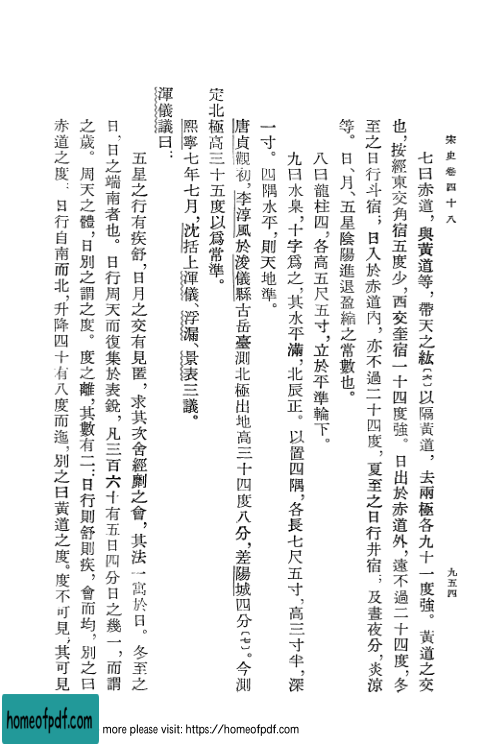 宋史卷四十八
九五四
七曰赤道，與黃道等，帶天之紘〔六〕以隔黃道，去兩極各九十一度強。黃道之交
也，按經東交角宿五度少，西交奎宿一十四度強。日出於赤道外，遠不過二十四度，冬
至之日行斗宿；日入於赤道內，亦不過二十四度，夏至之日行井宿；及晝夜分，炎涼
等。日、月、五星陰陽進退盈縮之常數也。
八曰龍柱四，各高五尺五寸，立於平準輪下。
九曰水臬，十字爲之，其水平滿，北辰正。以置四隅，各長七尺五寸，高三寸半，深
一寸。四隅水平，則天地準。
唐貞觀初，李淳風於浚儀縣古岳臺測北極出地高三十四度八分，差陽城四分〔七〕。今測
定北極高三十五度以爲常準。
熙寧七年七月，沈括上渾儀、浮漏、景表三議。
渾儀議曰：
五星之行有疾舒，日月之交有見匿，求其次舍經劘之會，其法一寓於日。冬至之
日，日之端南者也。日行周天而復集於表銳，凡三百六十有五日四分日之幾一，而謂
之歲。周天之體，日別之謂之度。度之離，其數有二：日行則舒則疾，會而均，別之曰
赤道之度；日行自南而北，升降四十有八度而迤，別之曰黃道之度。度不可見，其可見
homeofpdf.com
more please visit: https://homeofpdf.com